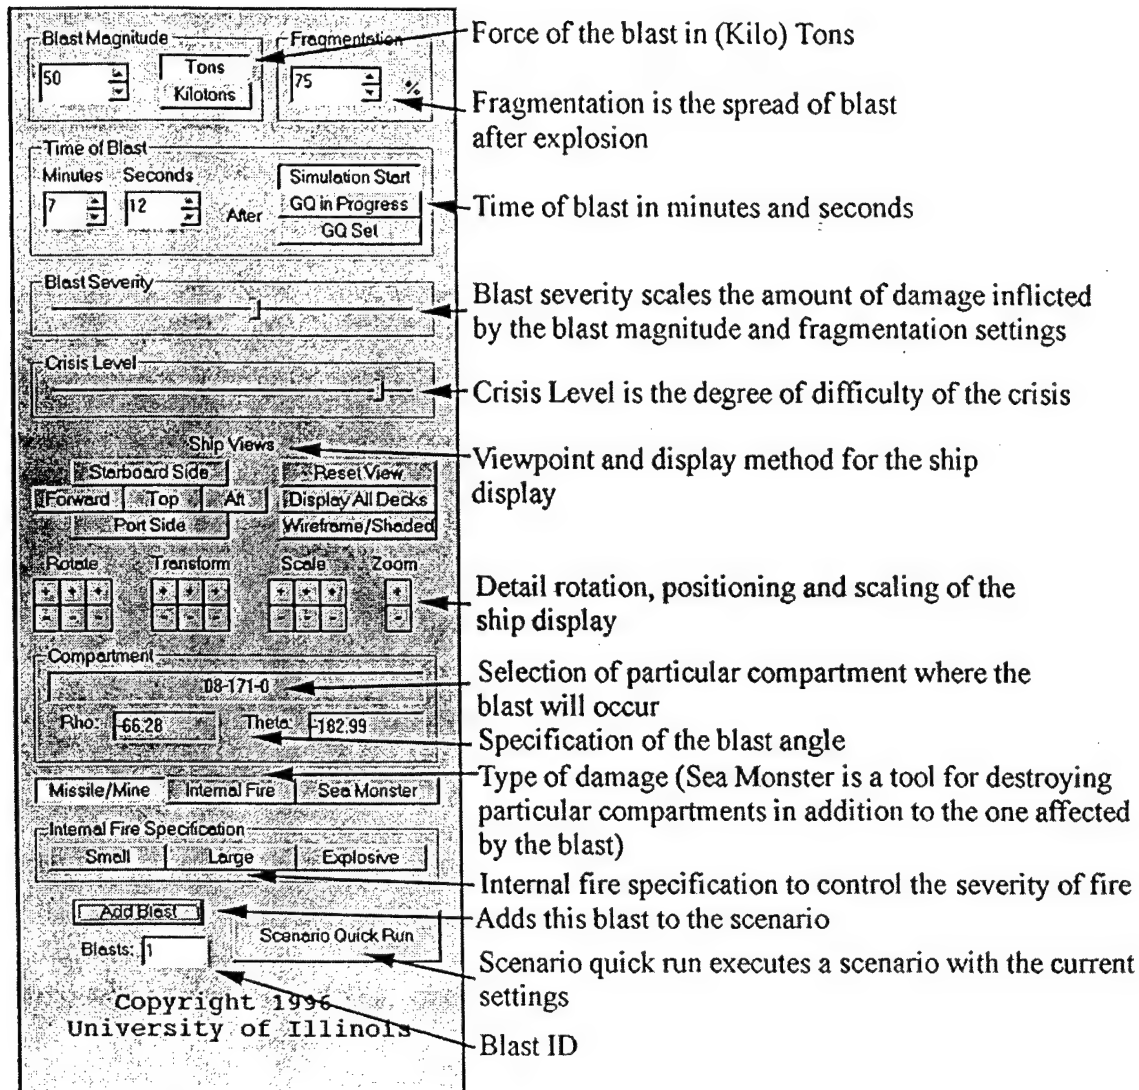 Blast Magnitude
50
Tons
Kilotons
Fragmentation
75
%
Force of the blast in (Kilo) Tons
Fragmentation is the spread of blast
after explosion
Time of Blast
Minutes Seconds
7
12
After
Simulation Start
GQ in Progress
GQ Set
Time of blast in minutes and seconds
Blast Severity
Blast severity scales the amount of damage inflicted
by the blast magnitude and fragmentation settings
Crisis Level
Crisis Level is the degree of difficulty of the crisis
Ship Views
Starboard Side
Reset View
Forward Top Aft
Display All Decks
Port Side
Wireframe/Shaded
Viewpoint and display method for the ship
display
Rotate Transform Scale Zoom
+ + + + + + + + + +
- - - - - - - - - -
Detail rotation, positioning and scaling of the
ship display
Compartment
08-171-0
Selection of particular compartment where the
blast will occur
Rho: -66.28 Theta: -182.99
Specification of the blast angle
Missile/Mine Internal Fire Sea Monster
Type of damage (Sea Monster is a tool for destroying
particular compartments in addition to the one affected
by the blast)
Internal Fire Specification
Small Large Explosive
Internal fire specification to control the severity of fire
Add Blast
Adds this blast to the scenario
Blasts: 1
Scenario Quick Run
Scenario quick run executes a scenario with the current
settings
Blast ID
Copyright 1996
University of Illinois